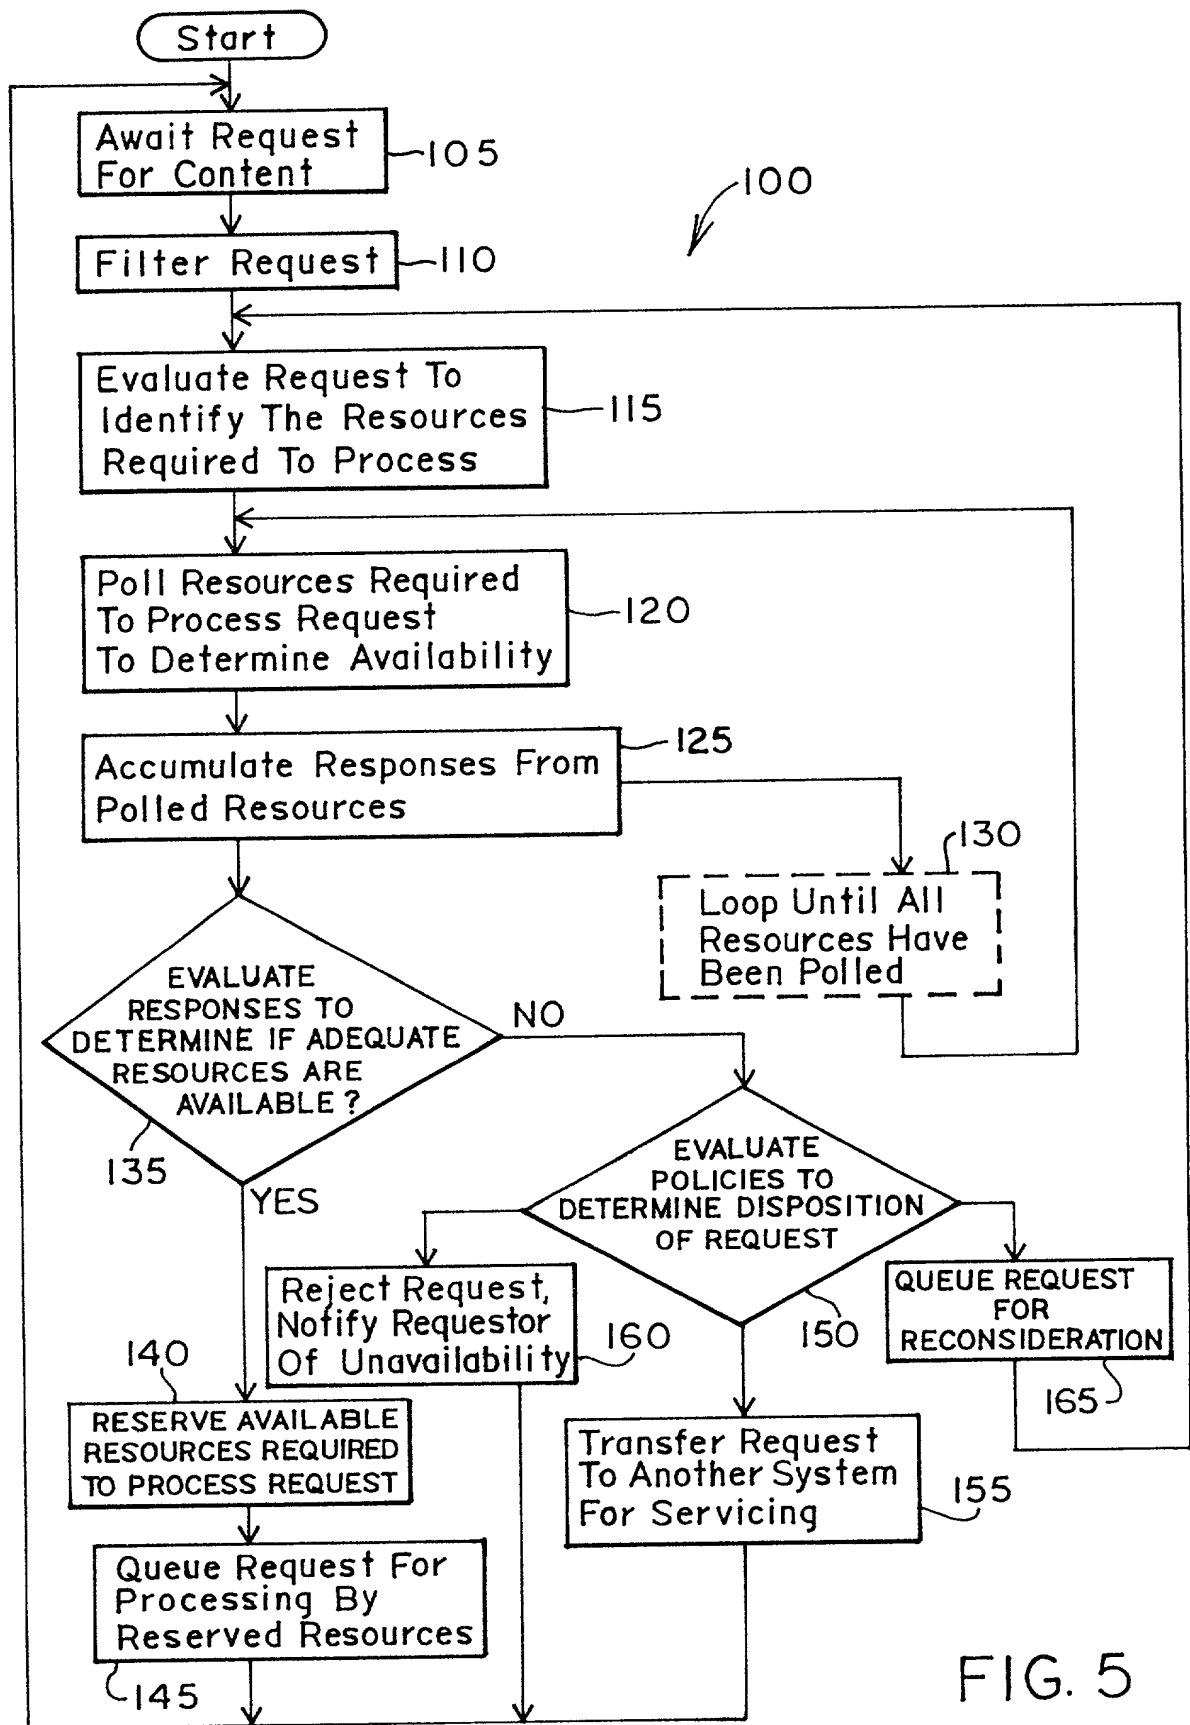 Start
Await Request
For Content
105
100
Filter Request
110
Evaluate Request To
Identify The Resources
Required To Process
115
Poll Resources Required
To Process Request
To Determine Availability
120
Accumulate Responses From
Polled Resources
125
130
Loop Until All
Resources Have
Been Polled
EVALUATE
RESPONSES TO
DETERMINE IF ADEQUATE
RESOURCES ARE
AVAILABLE?
NO
135
YES
EVALUATE
POLICIES TO
DETERMINE DISPOSITION
OF REQUEST
150
Reject Request,
Notify Requestor
Of Unavailability
160
QUEUE REQUEST
FOR
RECONSIDERATION
165
140
RESERVE AVAILABLE
RESOURCES REQUIRED
TO PROCESS REQUEST
Transfer Request
To Another System
For Servicing
155
Queue Request For
Processing By
Reserved Resources
145
FIG. 5